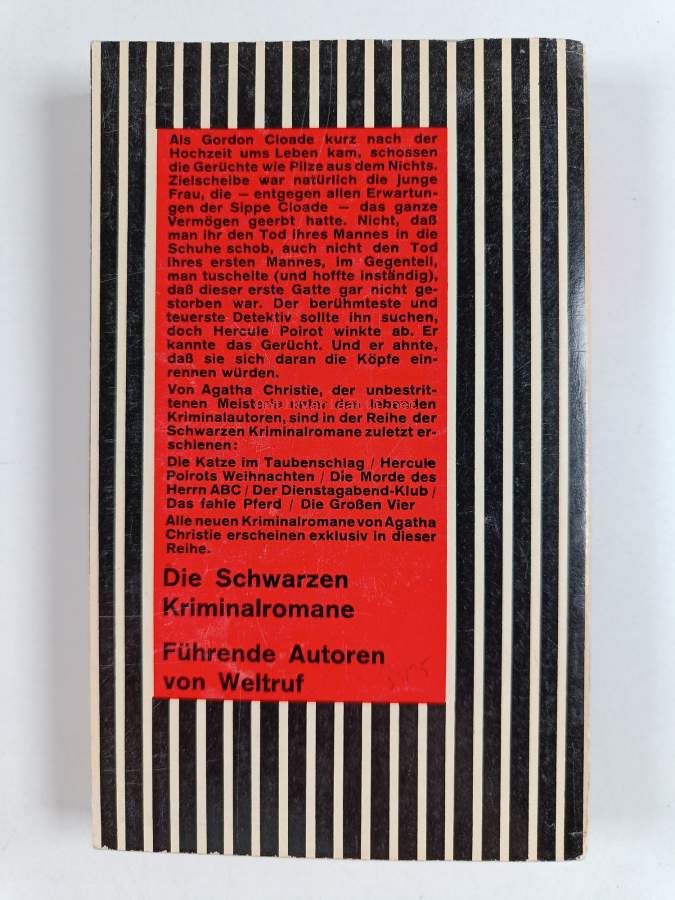 Als Gordon Cloade kurz nach der
Hochzeit ums Leben kam, schossen
die Gerüchte wie Pilze aus dem Nichts.
Zielscheibe war natürlich die junge
Frau, die — entgegen allen Erwartun-
gen der Sippe Cloade — das ganze
Vermögen geerbt hatte. Nicht, daß
man ihr den Tod ihres Mannes in die
Schuhe schob, auch nicht den Tod
ihres ersten Mannes, im Gegenteil,
man tuschelte (und hoffte inständig),
daß dieser erste Gatte gar nicht ge-
storben war. Der berühmteste und
teuerste Detektiv sollte ihn suchen,
doch Hercule Poirot winkte ab. Er
kannte das Gerücht. Und er ahnte,
daß sie sich daran die Köpfe ein-
rennen würden.
Von Agatha Christie, der unbestrit-
tenen Meisterin unter den lebenden
Kriminalautoren, sind in der Reihe der
Schwarzen Kriminalromane zuletzt er-
schienen:
Die Katze im Taubenschlag / Hercule
Poirots Weihnachten / Die Morde des
Herrn ABC / Der Dienstagabend-Klub /
Das fahle Pferd / Die Großen Vier
Alle neuen Kriminalromane von Agatha
Christie erscheinen exklusiv in dieser
Reihe.
Die Schwarzen
Kriminalromane
Führende Autoren
von Weltruf